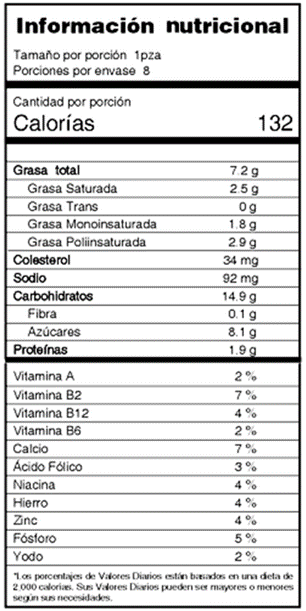 Información nutricional
Tamaño por porción 1pza
Porciones por envase 8
Cantidad por porción
Calorías 132
Grasa total 7.2 g
Grasa Saturada 2.5 g
Grasa Trans 0 g
Grasa Monoinsaturada 1.8 g
Grasa Poliinsaturada 2.9 g
Colesterol 34 mg
Sodio 92 mg
Carbohidratos 14.9 g
Fibra 0.1 g
Azúcares 8.1 g
Proteínas 1.9 g
Vitamina A 2 %
Vitamina B2 7 %
Vitamina B12 4 %
Vitamina B6 2 %
Calcio 7 %
Ácido Fólico 3 %
Niacina 4 %
Hierro 4 %
Zinc 4 %
Fósforo 5 %
Yodo 2 %
*Los porcentajes de Valores Diarios están basados en una dieta de
2,000 calorías. Sus Valores Diarios pueden ser mayores o menores
según sus necesidades.